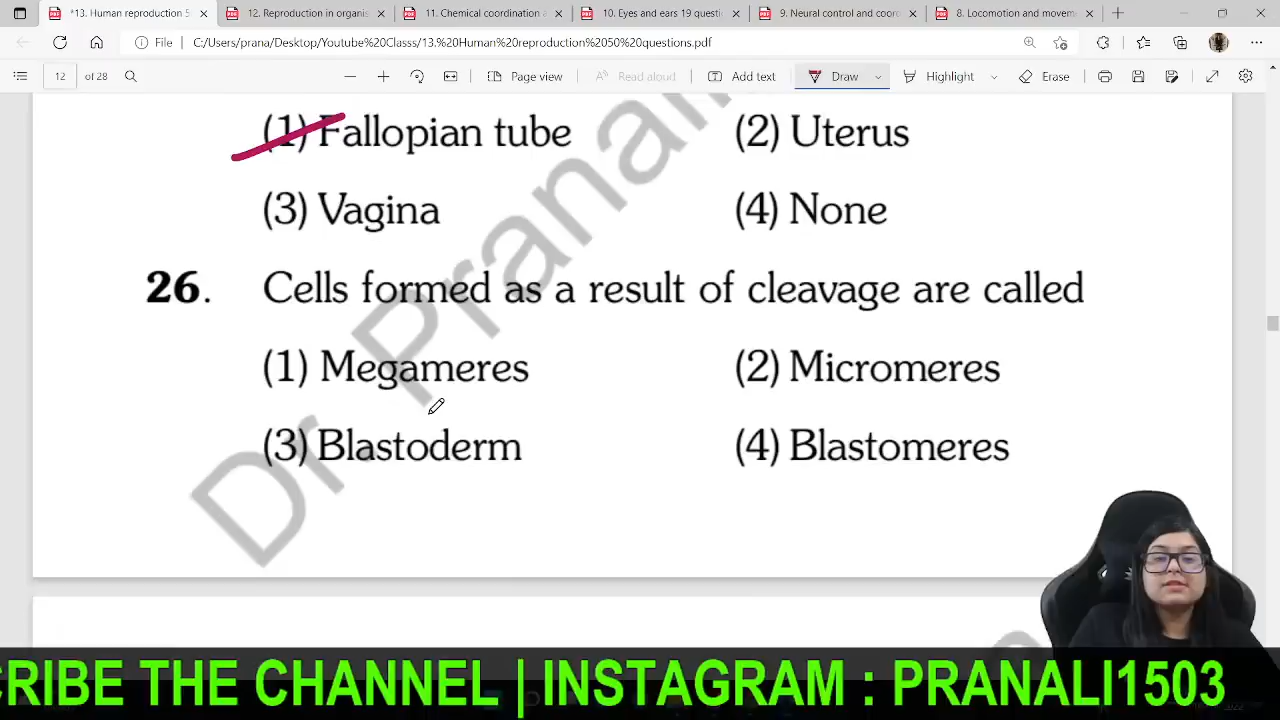 *13. Human reproduction 5
12. Reproduction in organis
11. Chemical coordination a
10. Eyes and ears 19 questi
9. Neural control and coor
8. Locomotion and movem
File C:/Users/prana/Desktop/Youtube%20Classs/13.%20Human%20reproduction%2050%20questions.pdf
12 of 28
Page view
Read aloud
Add text
Draw
Highlight
Erase
(1) Fallopian tube (2) Uterus
(3) Vagina (4) None
26. Cells formed as a result of cleavage are called
(1) Megameres (2) Micromeres
(3) Blastoderm (4) Blastomeres
Dr. Pranali
CRIBE THE CHANNEL | INSTAGRAM : PRANALI1503